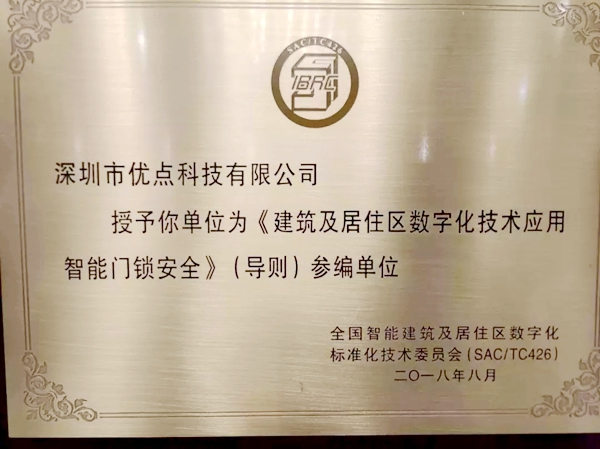 SAC/TC426
IBRC
深圳市优点科技有限公司
授予你单位为《建筑及居住区数字化技术应用
智能门锁安全》（导则）参编单位
全国智能建筑及居住区数字化
标准化技术委员会(SAC/TC426)
二〇一八年八月